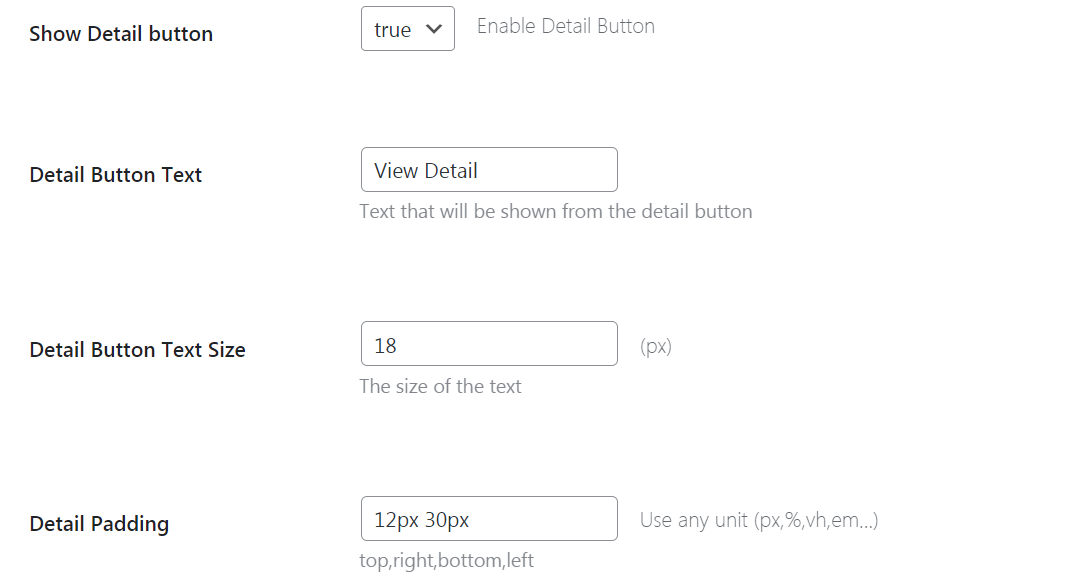 Show Detail button
true
Enable Detail Button
Detail Button Text
View Detail
Text that will be shown from the detail button
Detail Button Text Size
18
(px)
The size of the text
Detail Padding
12px 30px
Use any unit (px,%,vh,em...)
top,right,bottom,left